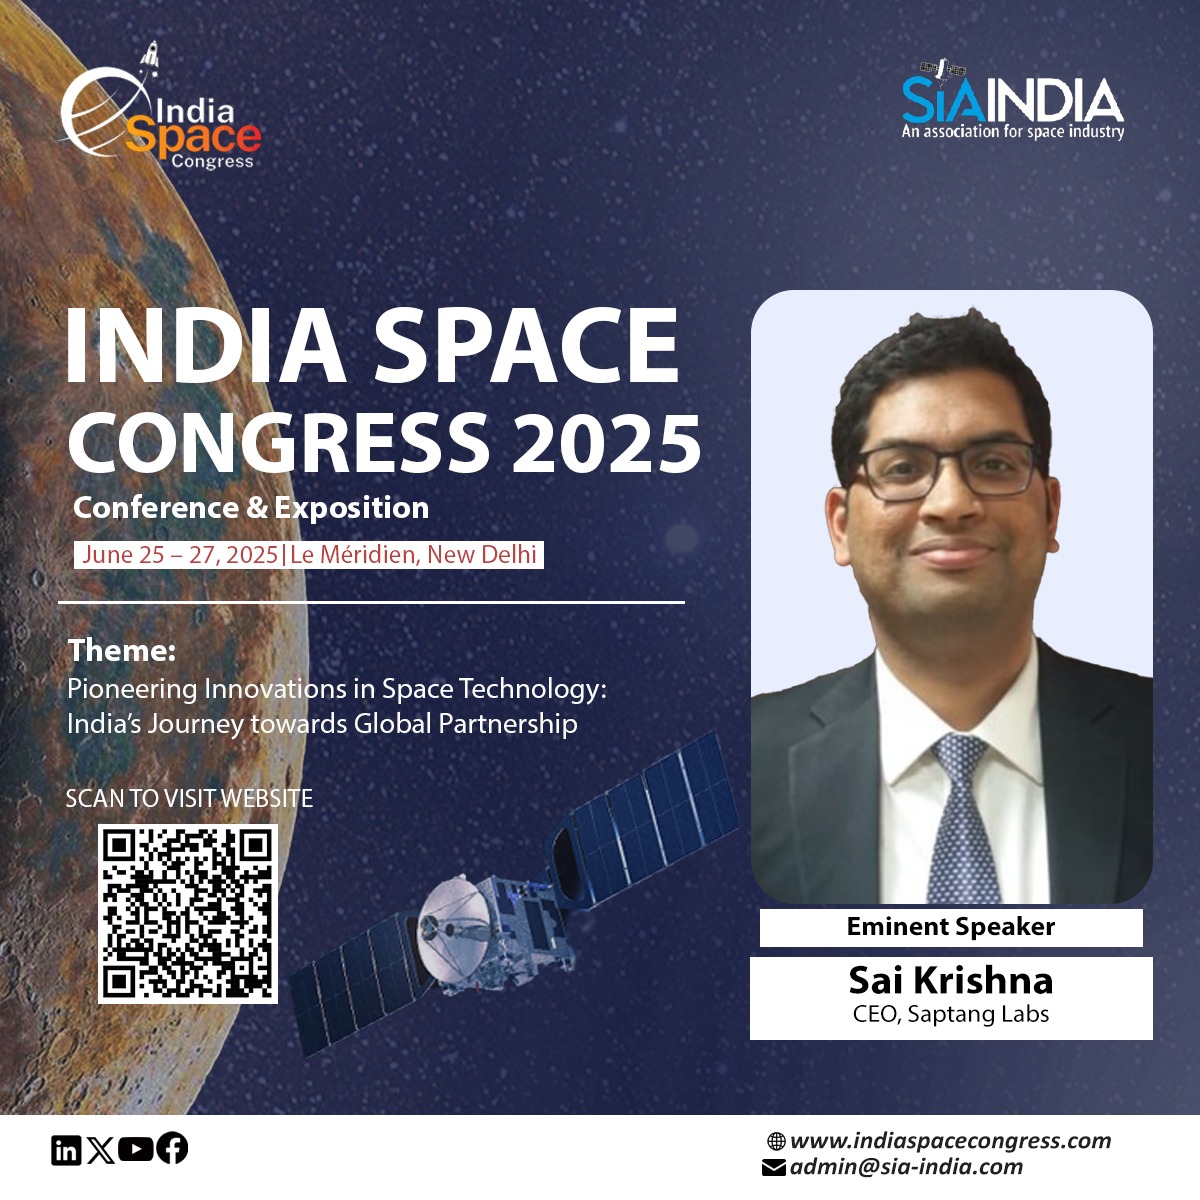 India
Space
Congress
SiAINDIA
An association for space industry
INDIA SPACE
CONGRESS 2025
Conference & Exposition
June 25 – 27, 2025|Le Méridien, New Delhi
Theme:
Pioneering Innovations in Space Technology:
India’s Journey towards Global Partnership
SCAN TO VISIT WEBSITE
Eminent Speaker
Sai Krishna
CEO, Saptang Labs
www.indiaspacecongress.com
admin@sia-india.com